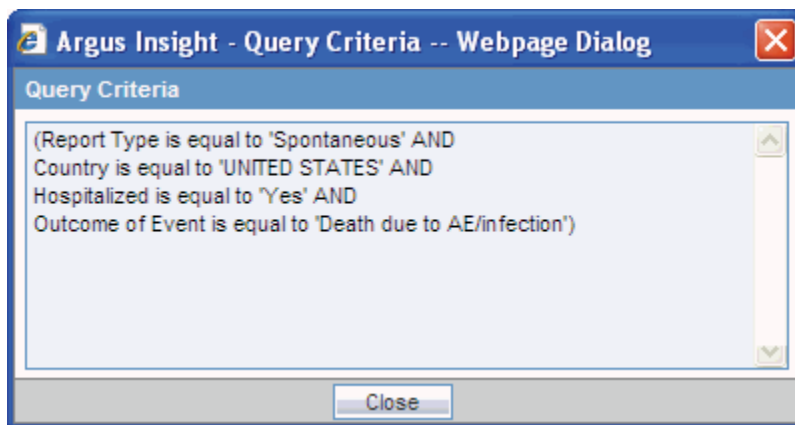 Argus Insight - Query Criteria -- Webpage Dialog
Query Criteria
(Report Type is equal to 'Spontaneous' AND
Country is equal to 'UNITED STATES' AND
Hospitalized is equal to 'Yes' AND
Outcome of Event is equal to 'Death due to AE/infection')
Close